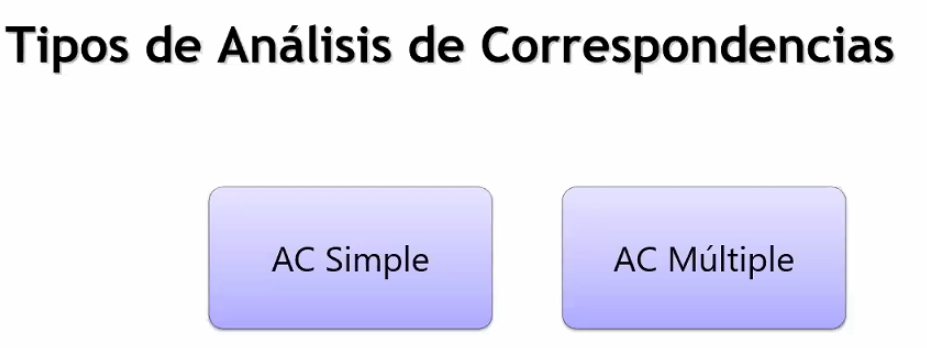 Tipos de Análisis de Correspondencias
AC Simple
AC Múltiple